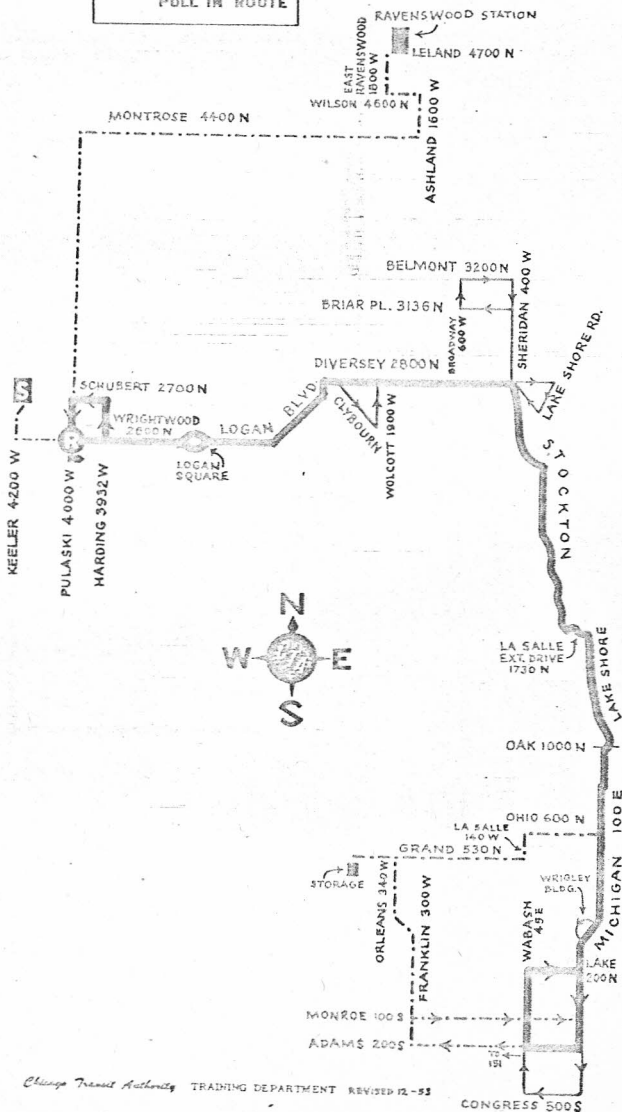 PULL IN ROUTE
RAVENSWOOD STATION
LELAND 4700 N
EAST
RAVENSWOOD
1800 W
WILSON 4600 N
MONTROSE 4400 N
ASHLAND 1600 W
BELMONT 3200 N
BRIAR PL. 3136 N
BROADWAY
600 W
SHERIDAN 400 W
DIVERSEY 2800 N
LAKE SHORE RD.
S
SCHUBERT 2700 N
WRIGHTWOOD
2600 N
R
LOGAN
BLVD.
CLYBOURN
WOLCOTT 1900 W
LOGAN
SQUARE
KEELER 4200 W
PULASKI 4000 W
HARDING 3932 W
STOCKTON
N
W E
S
LA SALLE
EXT. DRIVE
1730 N
LAKE SHORE
OAK 1000 N
OHIO 600 N
LA SALLE
140 W
GRAND 530 N
MICHIGAN 100 E
STORAGE
ORLEANS 340 W
FRANKLIN 300 W
WRIGLEY
BLDG.
WABASH
45 E
LAKE
200 N
MONROE 100 S
ADAMS 200 S
TO
151
CONGRESS 500 S
Chicago Transit Authority TRAINING DEPARTMENT REVISED 12-53